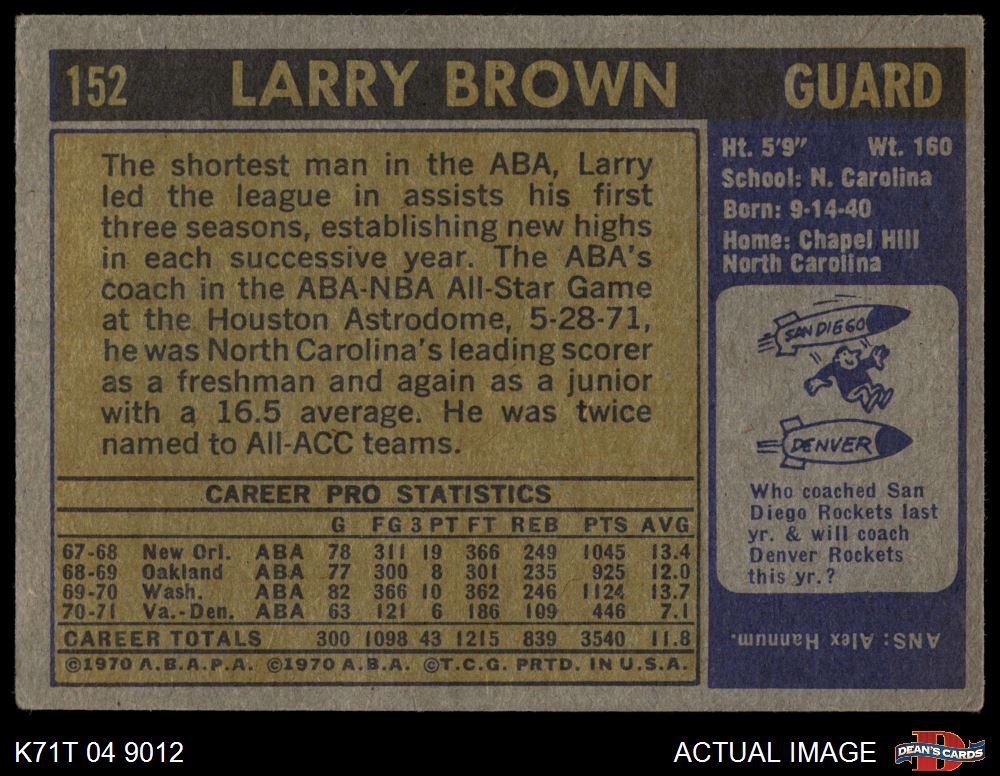 152 LARRY BROWN GUARD
The shortest man in the ABA, Larry
led the league in assists his first
three seasons, establishing new highs
in each successive year. The ABA's
coach in the ABA-NBA All-Star Game
at the Houston Astrodome, 5-28-71,
he was North Carolina's leading scorer
as a freshman and again as a junior
with a 16.5 average. He was twice
named to All-ACC teams.
CAREER PRO STATISTICS
G FG 3 PT FT REB PTS AVG
67-68 New Orl. ABA 78 311 19 366 249 1045 13.4
68-69 Oakland ABA 77 300 8 301 235 925 12.0
69-70 Wash. ABA 82 366 10 362 246 1124 13.7
70-71 Va.-Den. ABA 63 121 6 186 109 446 7.1
CAREER TOTALS 300 1098 43 1215 839 3540 11.8
©1970 A.B.A.P.A. ©1970 A.B.A. ©T.C.G. PRTD. IN U.S.A.
Ht. 5'9" Wt. 160
School: N. Carolina
Born: 9-14-40
Home: Chapel Hill
North Carolina
SAN DIEGO
DENVER
Who coached San
Diego Rockets last
yr. & will coach
Denver Rockets
this yr.?
ANS: Alex Hannum.
K71T 04 9012 ACTUAL IMAGE DEAN'S CARDS